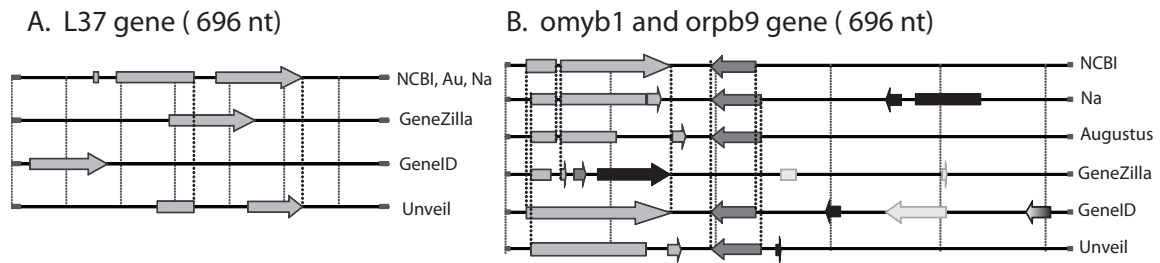 A. L37 gene ( 696 nt)
NCBI, Au, Na
GeneZilla
GeneID
Unveil
B. omyb1 and orpb9 gene ( 696 nt)
NCBI
Na
Augustus
GeneZilla
GeneID
Unveil